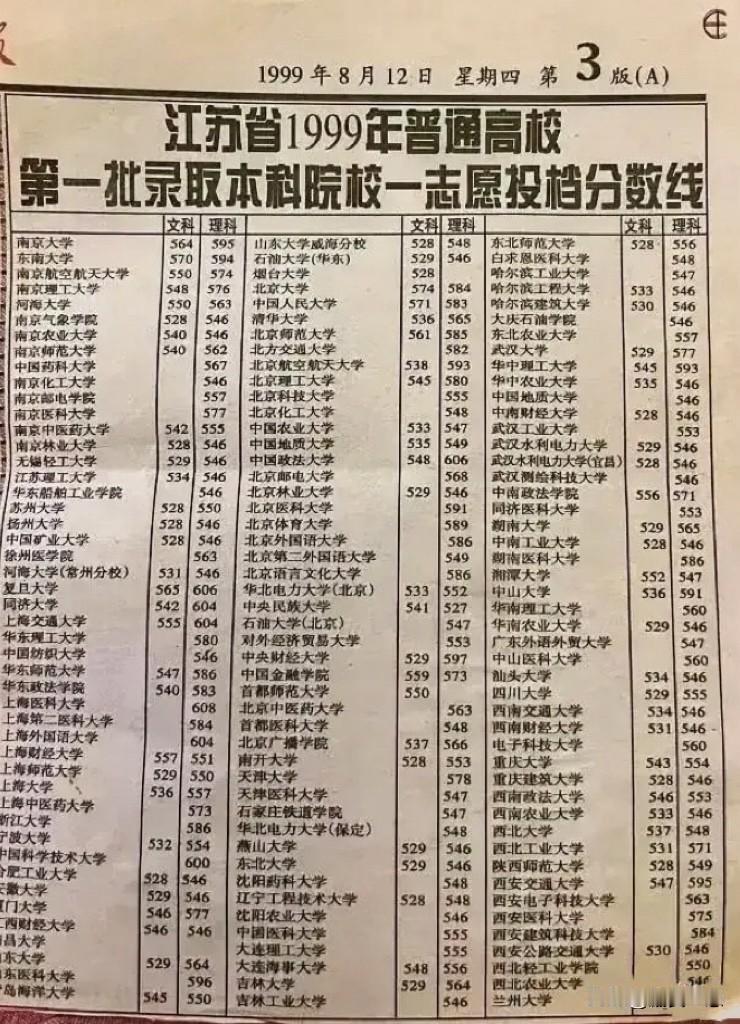 1999年8月12日 星期四 第3版(A)
江苏省1999年普通高校
第一批录取本科院校一志愿投档分数线
文科 理科
南京大学 564 595
东南大学 570 594
南京航空航天大学 550 574
南京理工大学 548 576
河海大学 550 563
南京气象学院 528 546
南京农业大学 540 546
南京师范大学 540 562
中国药科大学 567
南京化工大学 546
南京邮电学院 557
南京医科大学 577
南京中医药大学 542 555
南京林业大学 528 546
无锡轻工大学 529 546
江苏理工大学 534 546
华东船舶工业学院 546
苏州大学 528 550
扬州大学 528 546
中国矿业大学 528 546
徐州医学院 563
河海大学(常州分校) 531 546
复旦大学 565 606
同济大学 542 604
上海交通大学 555 604
华东理工大学 580
中国纺织大学 546
华东师范大学 547 586
华东政法学院 540 583
上海医科大学 608
上海第二医科大学 584
上海外国语大学 604
上海财经大学 557 551
上海师范大学 529 550
上海大学 536 557
上海中医药大学 573
浙江大学 586
宁波大学 532 554
中国科学技术大学 600
合肥工业大学 528 546
安徽大学 529 546
厦门大学 546 577
江西财经大学 546 546
南昌大学
山东大学 529 564
山东医科大学 596
青岛海洋大学 545 550
文科 理科
山东大学威海分校 528 548
石油大学(华东) 529 546
烟台大学 528
北京大学 574 584
中国人民大学 571 583
清华大学 536 565
北京师范大学 561 585
北方交通大学 582
北京航空航天大学 538 593
北京理工大学 545 580
北京科技大学 555
北京化工大学 548
中国农业大学 533 547
中国地质大学 535 549
中国政法大学 548 606
北京邮电大学 568
北京林业大学 529 546
北京医科大学 591
北京体育大学 589
北京外国语大学 586
北京第二外国语大学 549
北京语言文化大学 586
华北电力大学(北京) 533 552
中央民族大学 541 527
石油大学(北京) 547
对外经济贸易大学 553
中央财经大学 529 597
中国金融学院 559 573
首都师范大学 550
北京中医药大学 563
首都医科大学 548
北京广播学院 537 566
南开大学 528 553
天津大学 578
天津医科大学 547
石家庄铁道学院 547
华北电力大学(保定) 548
燕山大学 529 546
东北大学 529 546
沈阳药科大学 548
辽宁工程技术大学 528 548
沈阳农业大学 546
中国医科大学 555
大连理工大学 555
大连海事大学 548 556
吉林大学 529 564
吉林工业大学 546
文科 理科
东北师范大学 528 556
白求恩医科大学 548
哈尔滨工业大学 547
哈尔滨工程大学 533 546
哈尔滨建筑大学 530 546
大庆石油学院 546
东北农业大学 557
武汉大学 529 577
华中理工大学 545 593
华中农业大学 535 546
中国地质大学 546
中南财经大学 528 546
武汉工业大学 553
武汉水利电力大学 529 546
武汉水利电力大学(宜昌) 528 546
武汉测绘科技大学 546
中南政法学院 556 571
同济医科大学 553
湖南大学 529 565
中南工业大学 528 546
湖南医科大学 586
湘潭大学 552 547
中山大学 536 591
华南理工大学 560
华南农业大学 529 546
广东外语外贸大学 547
中山医科大学 560
汕头大学 534 546
四川大学 529 555
西南交通大学 534 546
西南财经大学 531 546
电子科技大学 560
重庆大学 543 554
重庆建筑大学 528 546
西南政法大学 546 553
西南农业大学 533 546
西北大学 537 548
西北工业大学 531 571
陕西师范大学 528 549
西安交通大学 547 595
西安电子科技大学 563
西安医科大学 575
西安建筑科技大学 584
西安公路交通大学 530 546
西北轻工业学院 550
西北农业大学 546
兰州大学